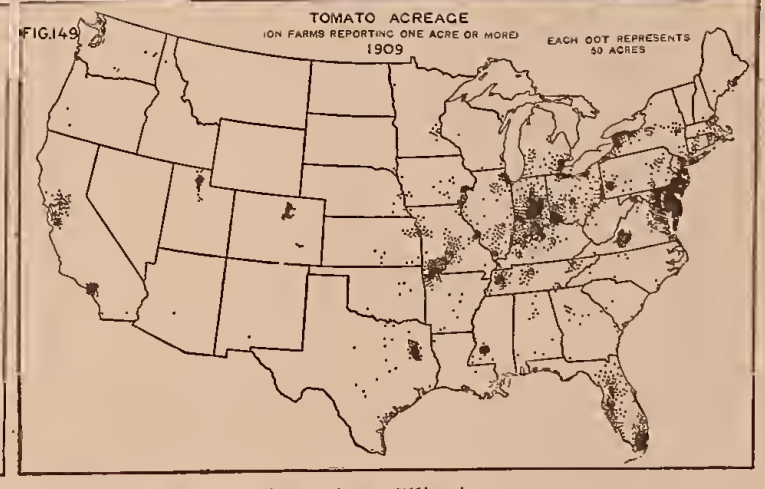 FIG.149
TOMATO ACREAGE
(ON FARMS REPORTING ONE ACRE OR MORE)
1909
EACH DOT REPRESENTS
50 ACRES